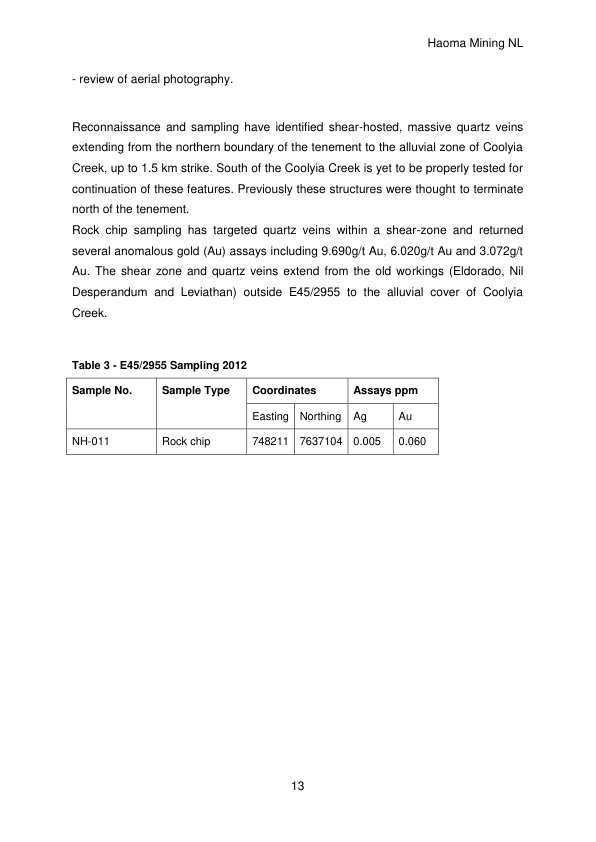 Haoma Mining NL
- review of aerial photography.
Reconnaissance and sampling have identified shear-hosted, massive quartz veins
extending from the northern boundary of the tenement to the alluvial zone of Coolyia
Creek, up to 1.5 km strike. South of the Coolyia Creek is yet to be properly tested for
continuation of these features. Previously these structures were thought to terminate
north of the tenement.
Rock chip sampling has targeted quartz veins within a shear-zone and returned
several anomalous gold (Au) assays including 9.690g/t Au, 6.020g/t Au and 3.072g/t
Au. The shear zone and quartz veins extend from the old workings (Eldorado, Nil
Desperandum and Leviathan) outside E45/2955 to the alluvial cover of Coolyia
Creek.
Table 3 - E45/2955 Sampling 2012
Sample No. Sample Type Coordinates Assays ppm
Easting Northing Ag Au
NH-011 Rock chip 748211 7637104 0.005 0.060
13